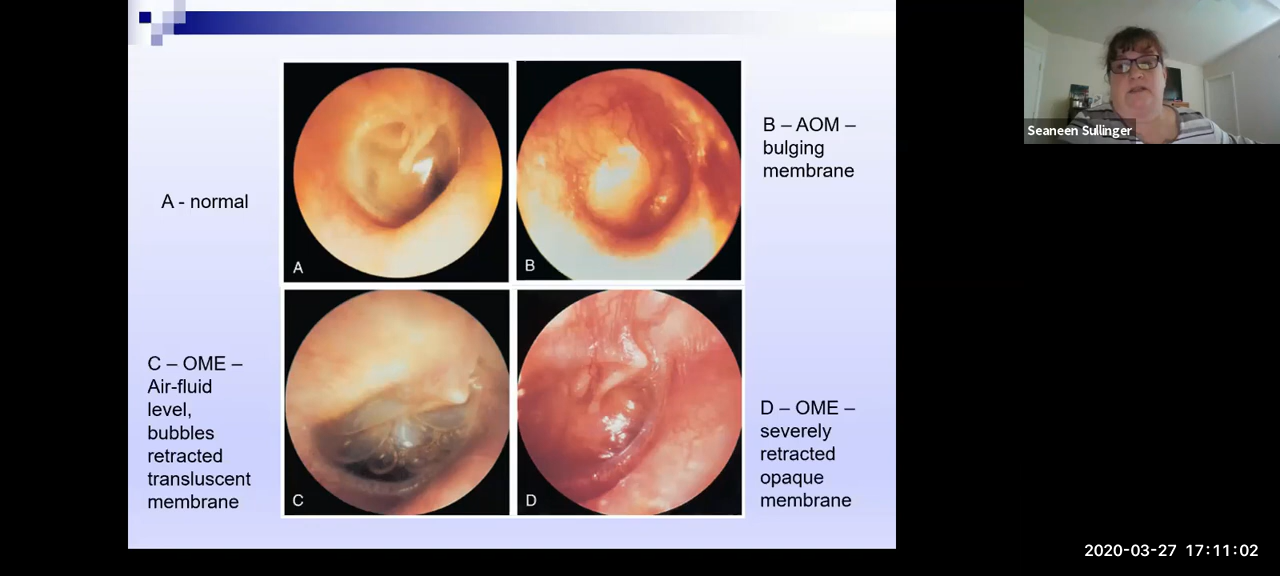 A - normal
A
B
B – AOM –
bulging
membrane
C – OME –
Air-fluid
level,
bubbles
retracted
transluscent
membrane
C
D
D – OME –
severely
retracted
opaque
membrane
Seaneen Sullinger
2020-03-27 17:11:02